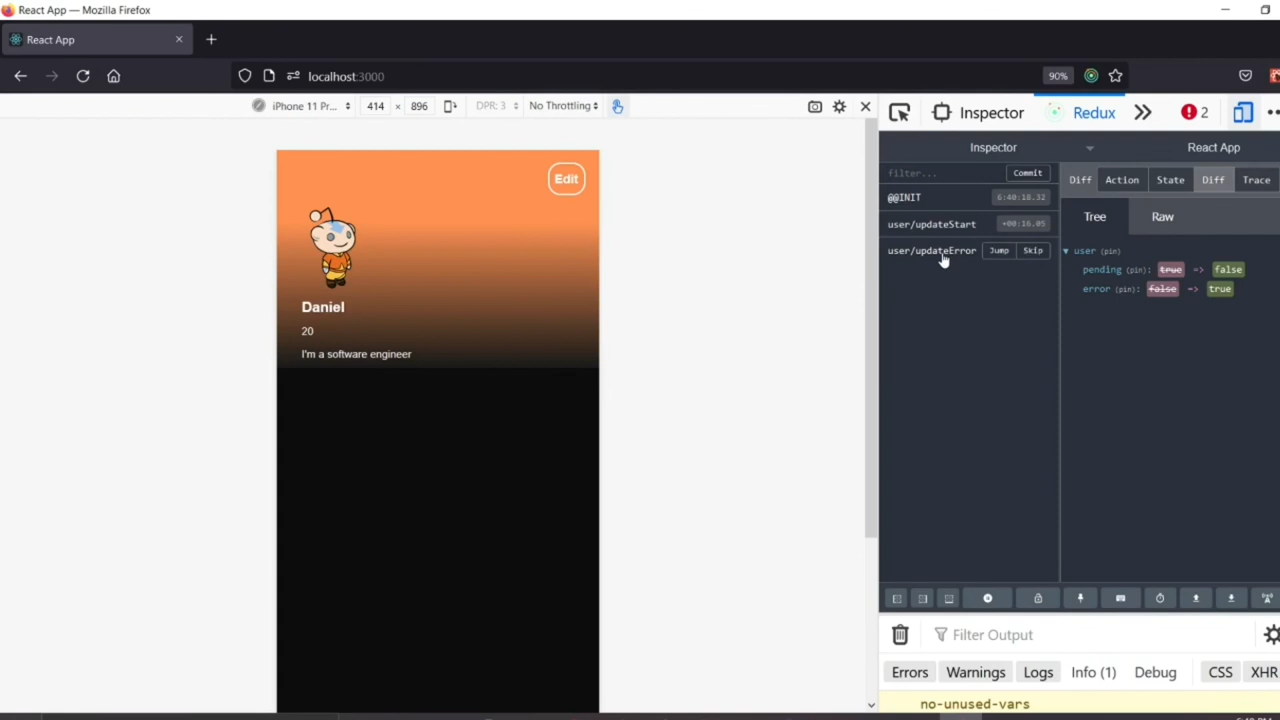 React App — Mozilla Firefox
React App
localhost:3000
90%
iPhone 11 Pr...
414 × 896
DPR: 3
No Throttling
Inspector
Redux
2
Inspector
React App
filter...
Commit
Diff
Action
State
Diff
Trace
@@INIT
6:40:18.32
user/updateStart
+00:16.05
user/updateError
Jump
Skip
Tree
Raw
user (pin)
pending (pin): true => false
error (pin): false => true
Edit
Daniel
20
I'm a software engineer
Filter Output
Errors
Warnings
Logs
Info (1)
Debug
CSS
XHR
no-unused-vars